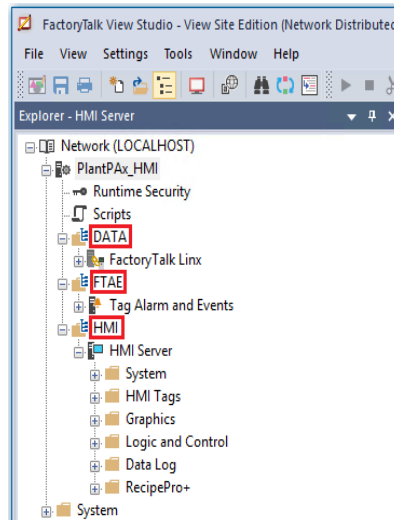 FactoryTalk View Studio - View Site Edition (Network Distributed
File View Settings Tools Window Help
Explorer - HMI Server
Network (LOCALHOST)
PlantPAx_HMI
Runtime Security
Scripts
DATA
FactoryTalk Linx
FTAE
Tag Alarm and Events
HMI
HMI Server
System
HMI Tags
Graphics
Logic and Control
Data Log
RecipePro+
System